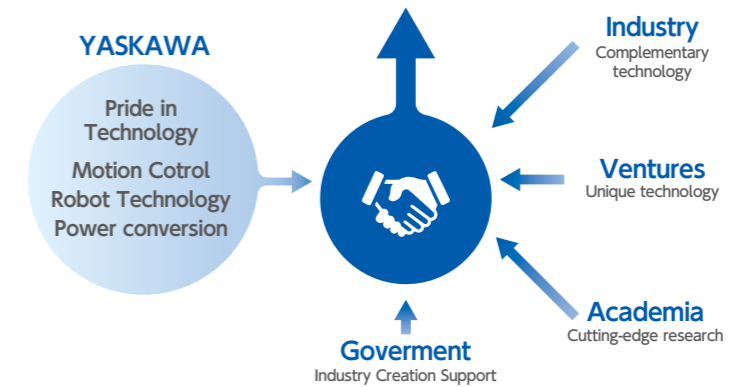 YASKAWA
Pride in
Technology
Motion Cotrol
Robot Technology
Power conversion
Industry
Complementary
technology
Ventures
Unique technology
Academia
Cutting-edge research
Goverment
Industry Creation Support